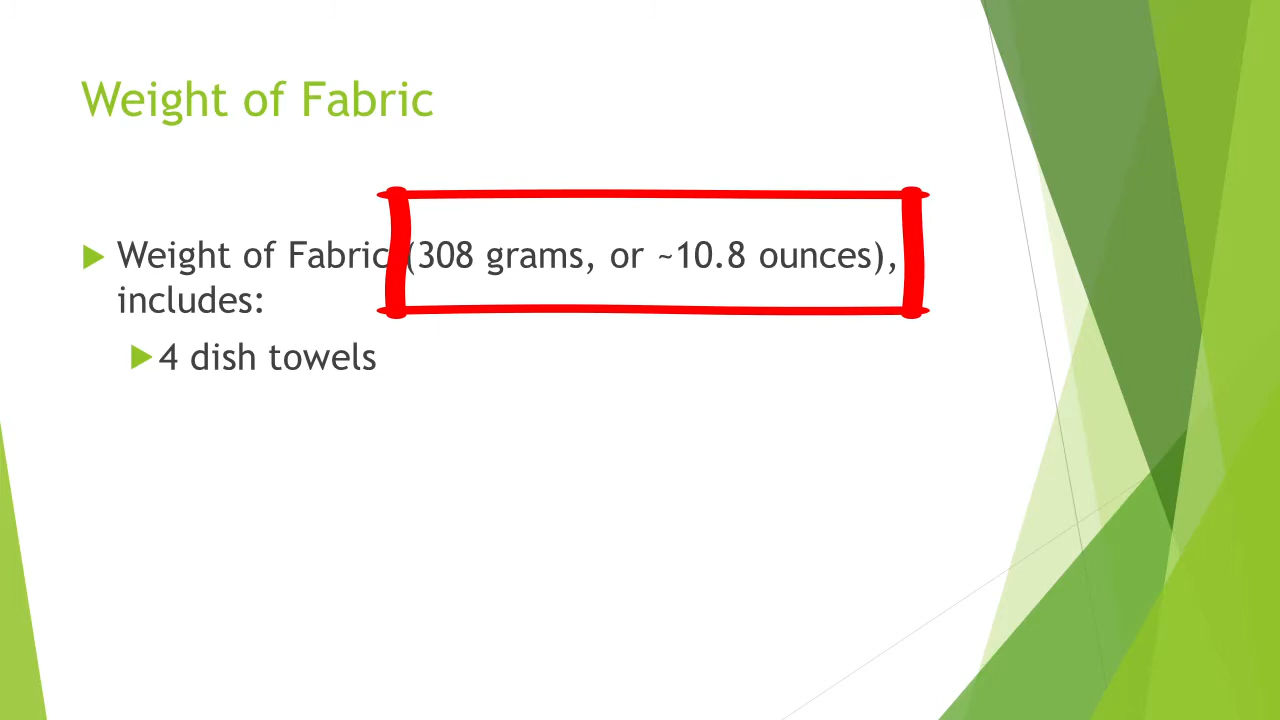 Weight of Fabric
Weight of Fabric (308 grams, or ~10.8 ounces),
includes:
4 dish towels